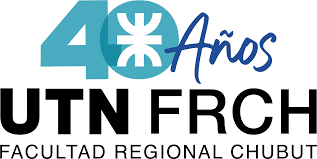 40 Años
UTN FRCH
FACULTAD REGIONAL CHUBUT